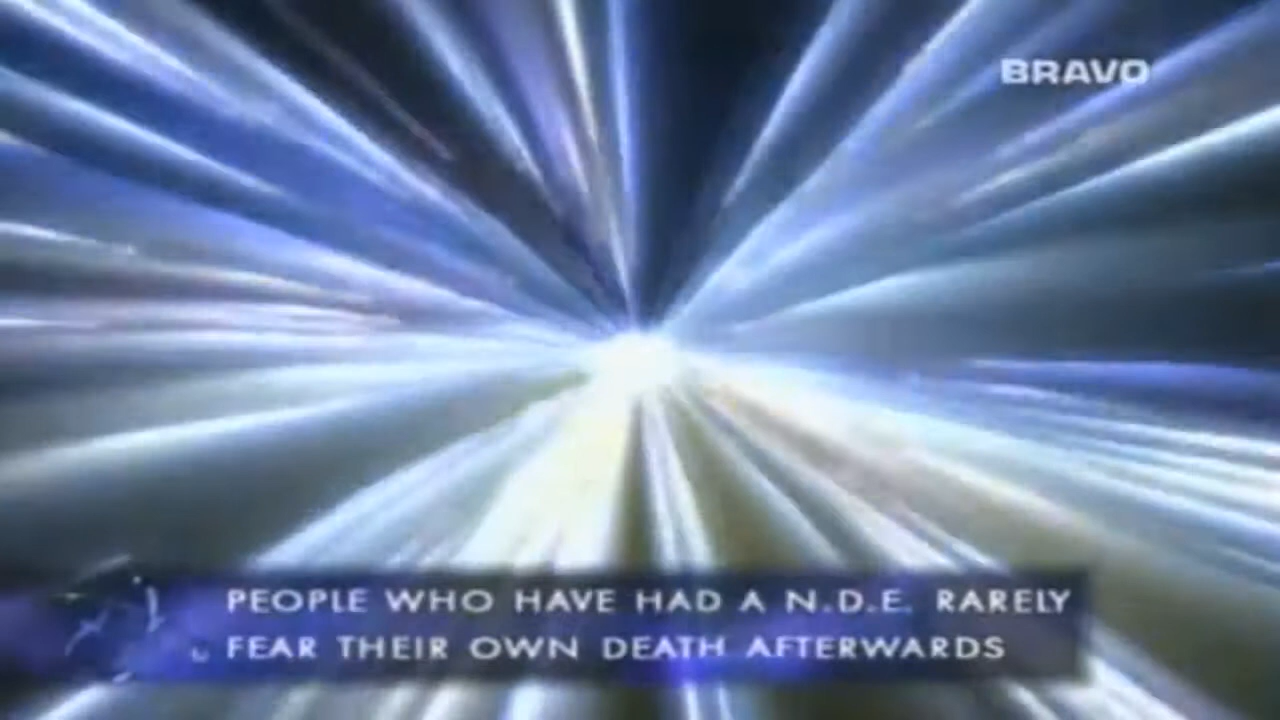 BRAVO
PEOPLE WHO HAVE HAD A N.D.E. RARELY
FEAR THEIR OWN DEATH AFTERWARDS